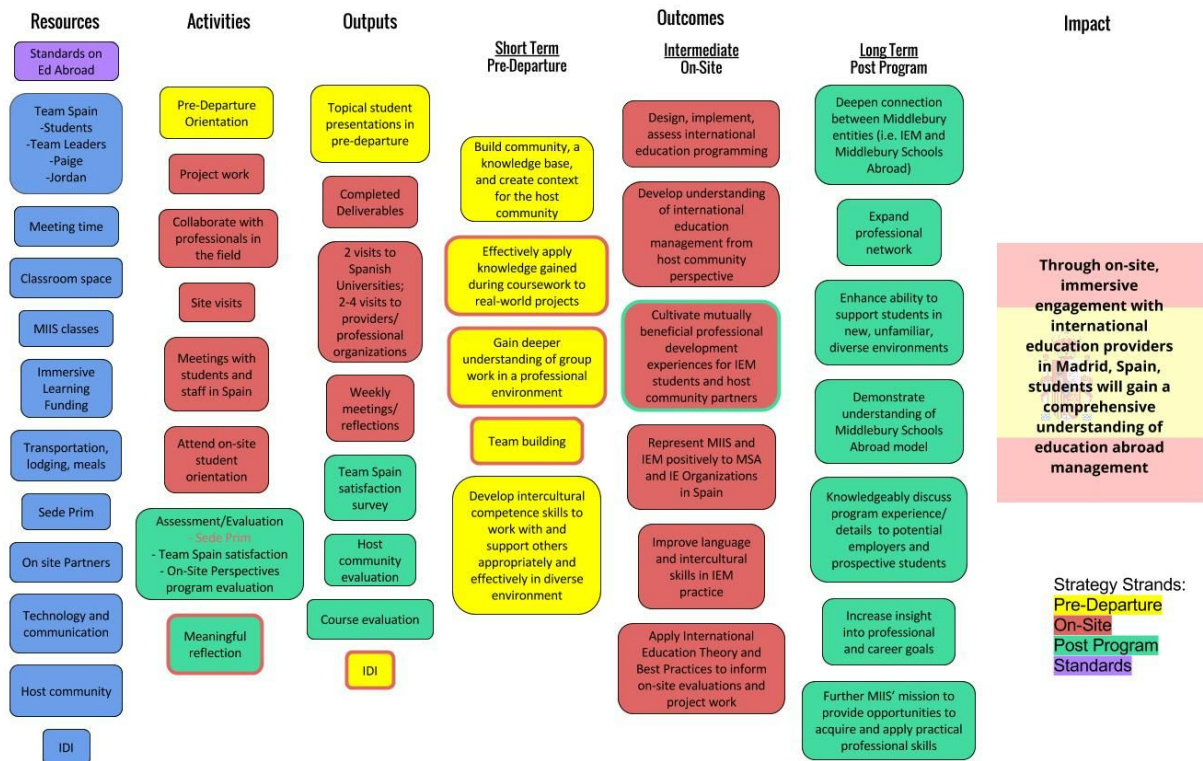 Resources
Activities
Outputs
Outcomes
Impact
Short Term
Pre-Departure
Intermediate
On-Site
Long Term
Post Program
Standards on
Ed Abroad
Team Spain
-Students
-Team Leaders
-Paige
-Jordan
Meeting time
Classroom space
MIIS classes
Immersive
Learning
Funding
Transportation,
lodging, meals
Sede Prim
On site Partners
Technology and
communication
Host community
IDI
Pre-Departure
Orientation
Project work
Collaborate with
professionals in
the field
Site visits
Meetings with
students and
staff in Spain
Attend on-site
student
orientation
Assessment/Evaluation
- Sede Prim
- Team Spain satisfaction
- On-Site Perspectives
program evaluation
Meaningful
reflection
Topical student
presentations in
pre-departure
Completed
Deliverables
2 visits to
Spanish
Universities;
2-4 visits to
providers/
professional
organizations
Weekly
meetings/
reflections
Team Spain
satisfaction
survey
Host
community
evaluation
Course evaluation
IDI
Build community, a
knowledge base,
and create context
for the host
community
Effectively apply
knowledge gained
during coursework to
real-world projects
Gain deeper
understanding of group
work in a professional
environment
Team building
Develop intercultural
competence skills to
work with and
support others
appropriately and
effectively in diverse
environment
Design, implement,
assess international
education programming
Develop understanding
of international
education
management from
host community
perspective
Cultivate mutually
beneficial professional
development
experiences for IEM
students and host
community partners
Represent MIIS and
IEM positively to MSA
and IE Organizations
in Spain
Improve language
and intercultural
skills in IEM
practice
Apply International
Education Theory and
Best Practices to inform
on-site evaluations and
project work
Deepen connection
between Middlebury
entities (i.e. IEM and
Middlebury Schools
Abroad)
Expand
professional
network
Enhance ability to
support students in
new, unfamiliar,
diverse environments
Demonstrate
understanding of
Middlebury Schools
Abroad model
Knowledgeably discuss
program experience/
details to potential
employers and
prospective students
Increase insight
into professional
and career goals
Further MIIS' mission to
provide opportunities to
acquire and apply practical
professional skills
Through on-site,
immersive
engagement with
international
education providers
in Madrid, Spain,
students will gain a
comprehensive
understanding of
education abroad
management
Strategy Strands:
Pre-Departure
On-Site
Post Program
Standards